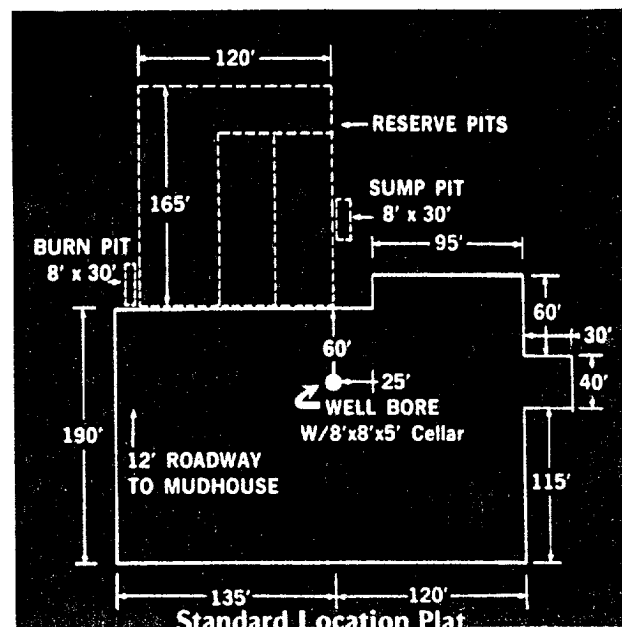 120'
RESERVE PITS
SUMP PIT
8' x 30'
165'
95'
BURN PIT
8' x 30'
60'
30'
60'
40'
25'
WELL BORE
W/8'x8'x5' Cellar
190'
12' ROADWAY
TO MUDHOUSE
115'
135'
120'
Standard Location Plat